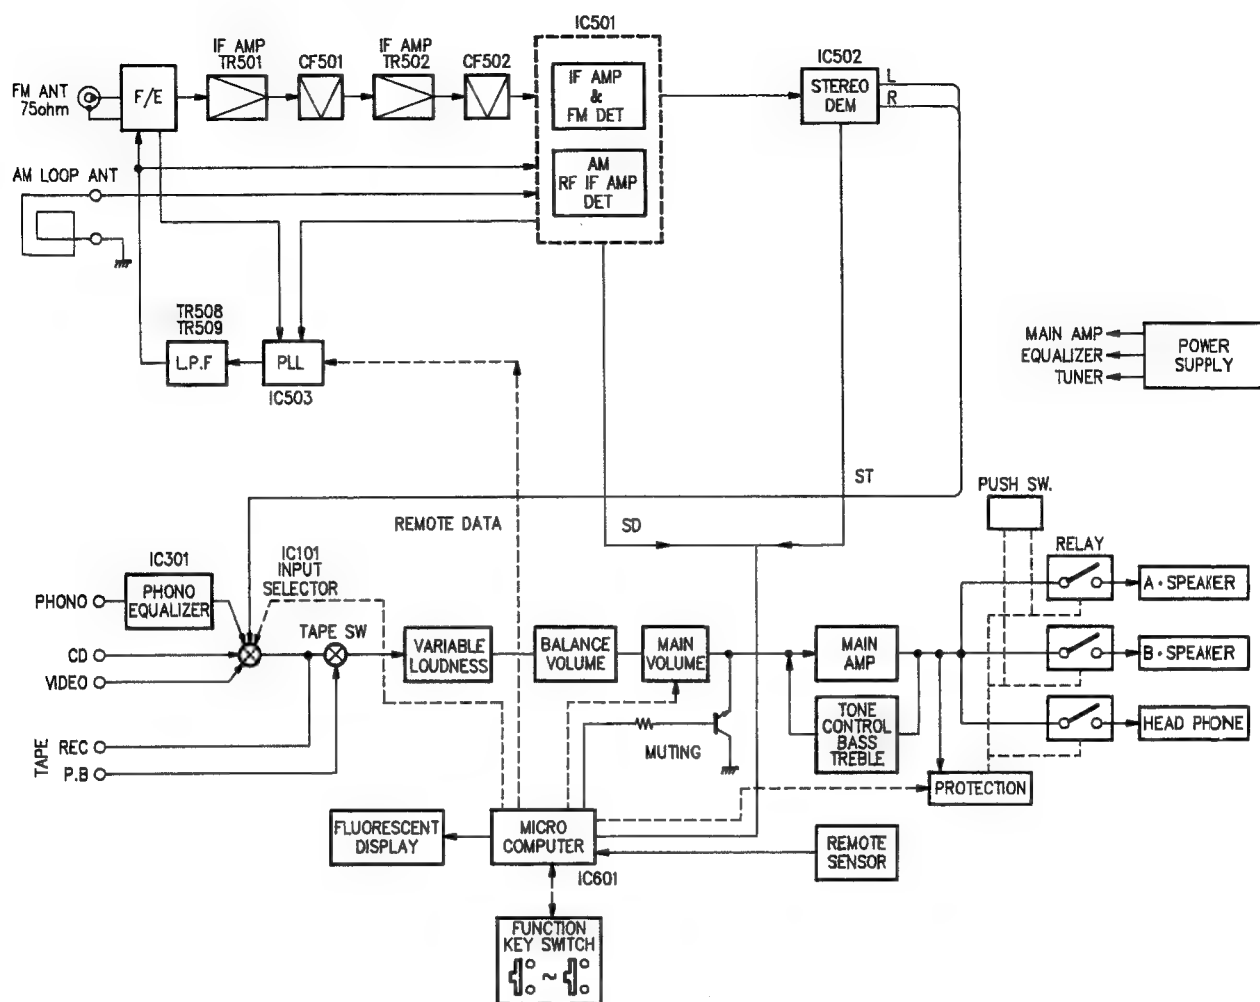 IC501
IF AMP
TR501
CF501
IF AMP
TR502
CF502
IC502
FM ANT
75ohm
F/E
IF AMP
&
FM DET
STEREO
DEM
L
R
AM LOOP ANT
AM
RF IF AMP
DET
TR508
TR509
L.P.F
PLL
IC503
MAIN AMP
EQUALIZER
TUNER
POWER
SUPPLY
ST
PUSH SW.
REMOTE DATA
SD
RELAY
IC301
IC101
INPUT
SELECTOR
PHONO
PHONO
EQUALIZER
A · SPEAKER
TAPE SW
CD
VARIABLE
LOUDNESS
BALANCE
VOLUME
MAIN
VOLUME
MAIN
AMP
B · SPEAKER
VIDEO
TAPE
REC
P.B
MUTING
TONE
CONTROL
BASS
TREBLE
HEAD PHONE
PROTECTION
FLUORESCENT
DISPLAY
MICRO
COMPUTER
IC601
REMOTE
SENSOR
FUNCTION
KEY SWITCH
~